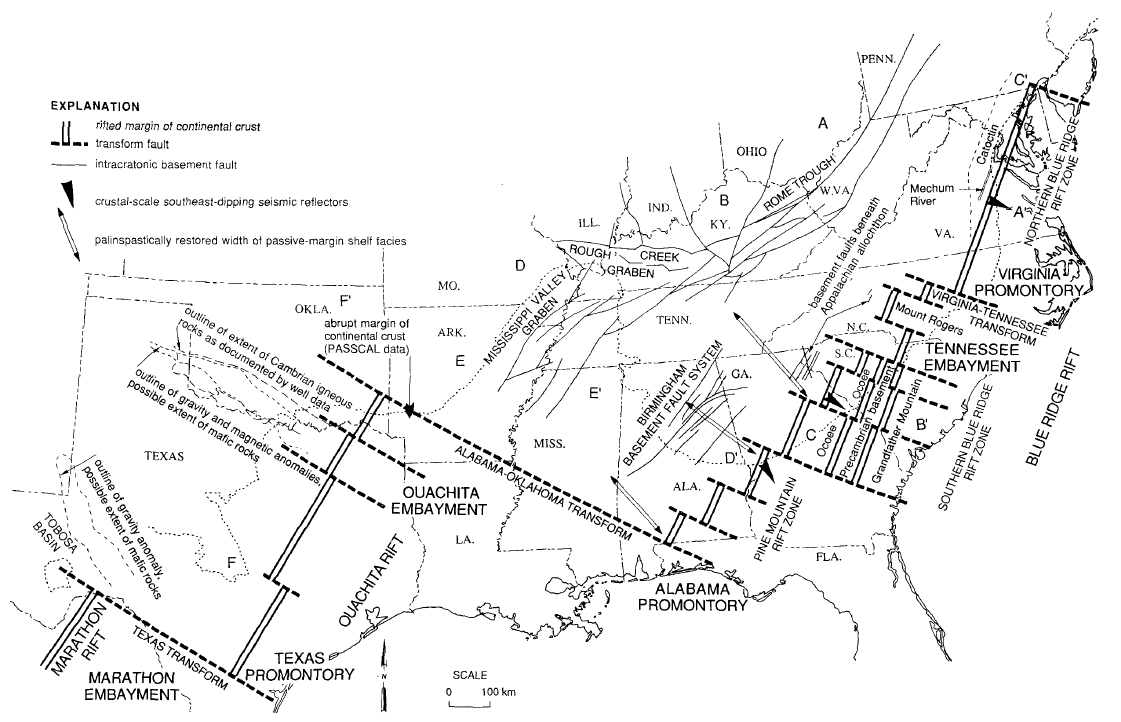 EXPLANATION
rifted margin of continental crust
transform fault
intracratonic basement fault
crustal-scale southeast-dipping seismic reflectors
palinspastically restored width of passive-margin shelf facies
PENN.
C'
A
OHIO
Catoctin
NORTHERN BLUE RIDGE
RIFT ZONE
ROME TROUGH
W.VA.
Mechum
River
A'
IND.
B
KY.
ILL.
VA.
ROUGH CREEK
GRABEN
basement faults beneath
Appalachian allochthon
D
MO.
MISSISSIPPI VALLEY
GRABEN
VIRGINIA
PROMONTORY
VIRGINIA-TENNESSEE
TRANSFORM
F'
OKLA.
abrupt margin of
continental crust
(PASSCAL data)
ARK.
TENN.
Mount Rogers
N.C.
S.C.
TENNESSEE
EMBAYMENT
outline of extent of Cambrian igneous
rocks as documented by well data
E
E'
BIRMINGHAM
BASEMENT FAULT SYSTEM
GA.
Ocoee
Precambrian basement
Grandfather Mountain
BLUE RIDGE RIFT
outline of gravity and magnetic anomalies,
possible extent of mafic rocks
MISS.
C
Ocoee
B'
SOUTHERN BLUE RIDGE
RIFT ZONE
TEXAS
ALABAMA-OKLAHOMA TRANSFORM
D'
outline of gravity anomaly,
possible extent of mafic rocks
OUACHITA
EMBAYMENT
ALA.
PINE MOUNTAIN
RIFT ZONE
TOBOSA
BASIN
LA.
FLA.
F
OUACHITA RIFT
ALABAMA
PROMONTORY
MARATHON
RIFT
TEXAS TRANSFORM
TEXAS
PROMONTORY
MARATHON
EMBAYMENT
N
SCALE
0 100 km